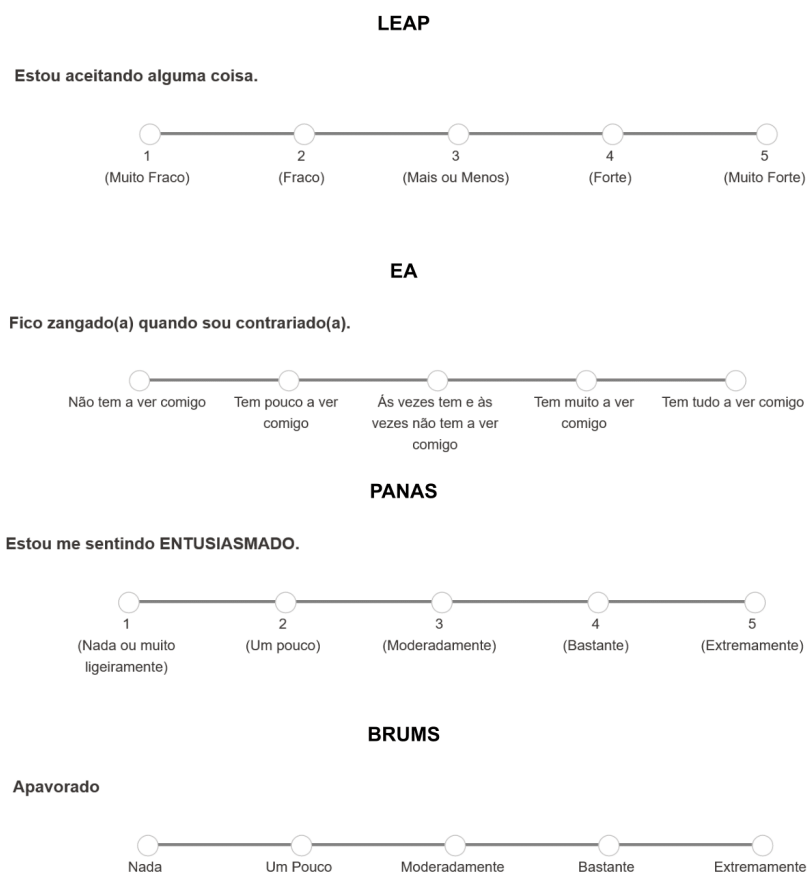 LEAP
Estou aceitando alguma coisa.
1 2 3 4 5
(Muito Fraco) (Fraco) (Mais ou Menos) (Forte) (Muito Forte)
EA
Fico zangado(a) quando sou contrariado(a).
Não tem a ver comigo Tem pouco a ver Ás vezes tem e às Tem muito a ver Tem tudo a ver comigo
comigo vezes não tem a ver comigo
comigo
PANAS
Estou me sentindo ENTUSIASMADO.
1 2 3 4 5
(Nada ou muito (Um pouco) (Moderadamente) (Bastante) (Extremamente)
ligeiramente)
BRUMS
Apavorado
Nada Um Pouco Moderadamente Bastante Extremamente